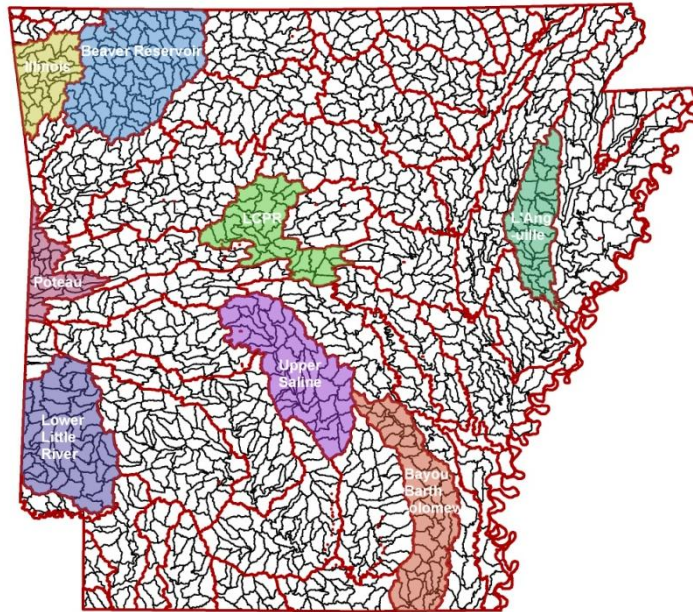 Beaver Reservoir
Illinois
LCPR
L'Ang
-uille
Poteau
Upper
Saline
Lower
Little
River
Bayou
Barth
olomew